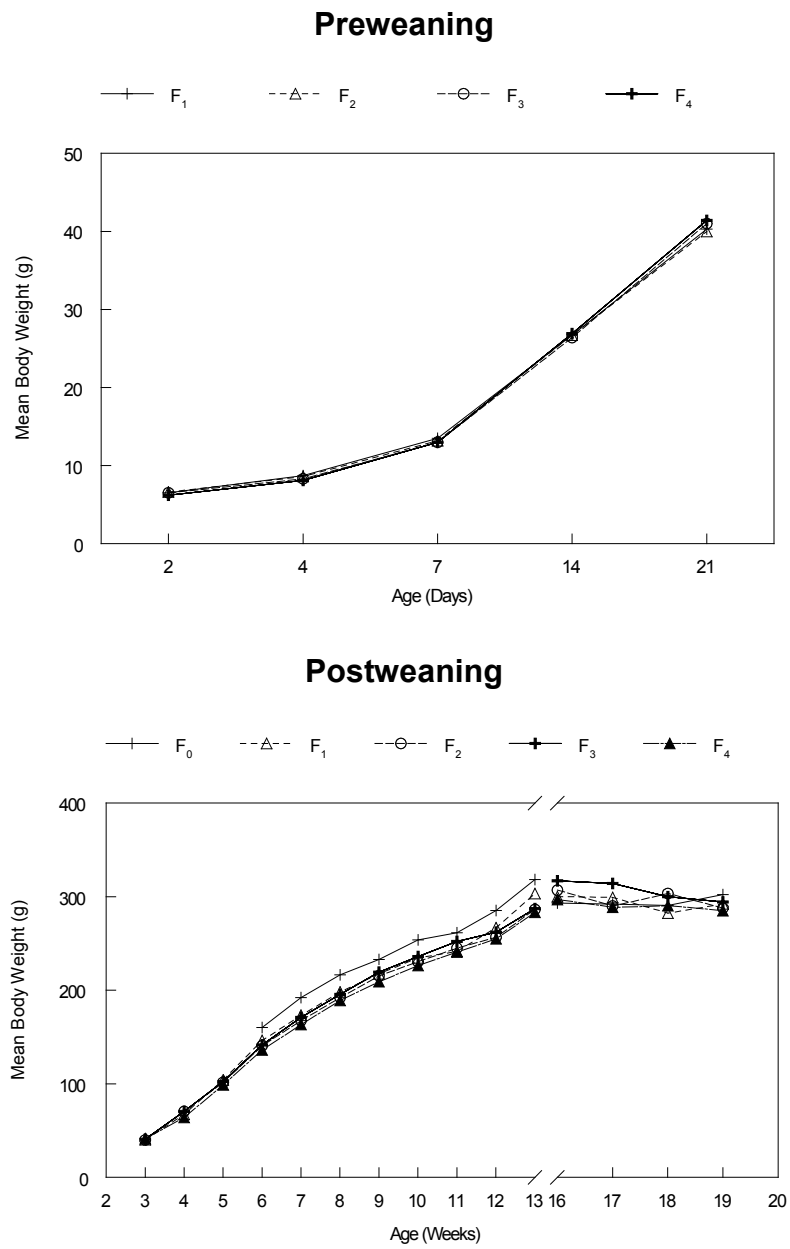 Preweaning
F1 F2 F3 F4
50
40
30
20
10
0
Mean Body Weight (g)
2 4 7 14 21
Age (Days)
Postweaning
F0 F1 F2 F3 F4
400
300
200
100
0
Mean Body Weight (g)
2 3 4 5 6 7 8 9 10 11 12 13 16 17 18 19 20
Age (Weeks)